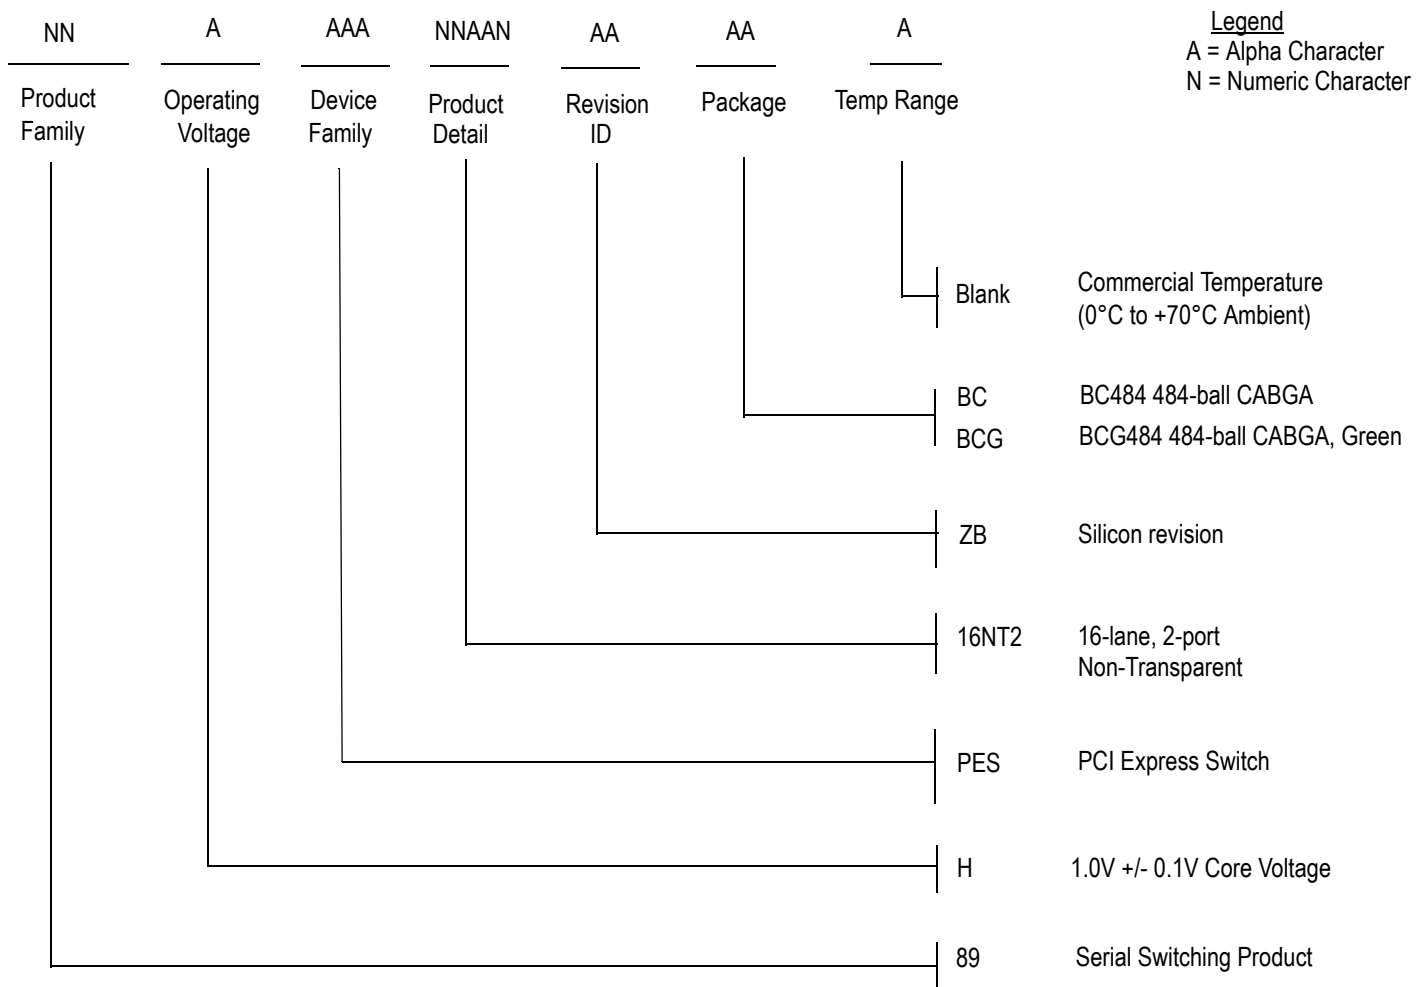 NN A AAA NNAAN AA AA A
Legend
A = Alpha Character
N = Numeric Character
Product Family
Operating Voltage
Device Family
Product Detail
Revision ID
Package
Temp Range
Blank Commercial Temperature
(0°C to +70°C Ambient)
BC BC484 484-ball CABGA
BCG BCG484 484-ball CABGA, Green
ZB Silicon revision
16NT2 16-lane, 2-port
Non-Transparent
PES PCI Express Switch
H 1.0V +/- 0.1V Core Voltage
89 Serial Switching Product